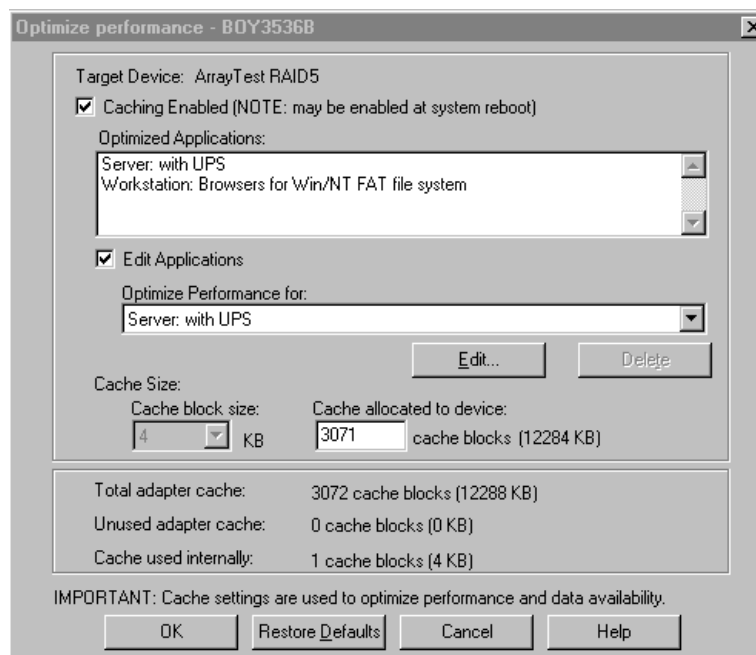 Optimize performance - BOY3536B
Target Device: ArrayTest RAID5
Caching Enabled (NOTE: may be enabled at system reboot)
Optimized Applications:
Server: with UPS
Workstation: Browsers for Win/NT FAT file system
Edit Applications
Optimize Performance for:
Server: with UPS
Edit... Delete
Cache Size:
Cache block size: Cache allocated to device:
4 KB 3071 cache blocks (12284 KB)
Total adapter cache: 3072 cache blocks (12288 KB)
Unused adapter cache: 0 cache blocks (0 KB)
Cache used internally: 1 cache blocks (4 KB)
IMPORTANT: Cache settings are used to optimize performance and data availability.
OK Restore Defaults Cancel Help